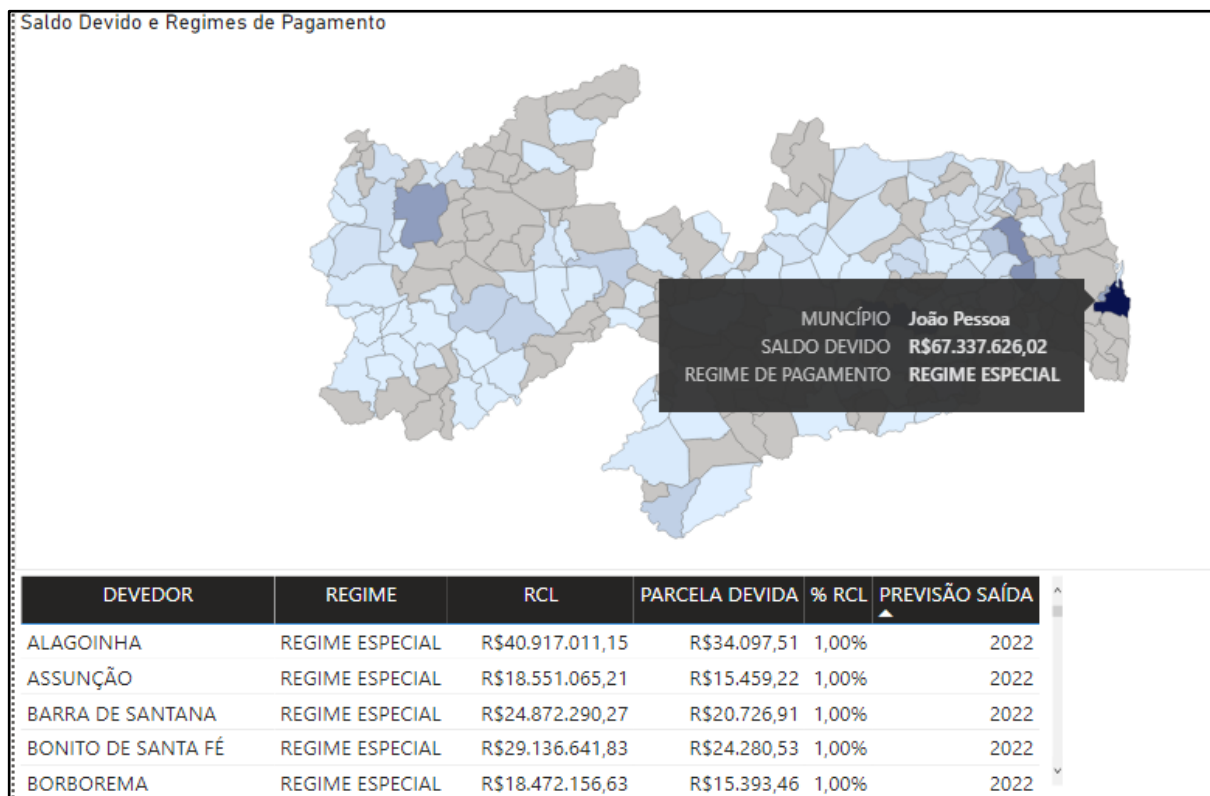 Saldo Devido e Regimes de Pagamento
MUNCÍPIO João Pessoa
SALDO DEVIDO R$67.337.626,02
REGIME DE PAGAMENTO REGIME ESPECIAL
DEVEDOR REGIME RCL PARCELA DEVIDA % RCL PREVISÃO SAÍDA
ALAGOINHA REGIME ESPECIAL R$40.917.011,15 R$34.097,51 1,00% 2022
ASSUNÇÃO REGIME ESPECIAL R$18.551.065,21 R$15.459,22 1,00% 2022
BARRA DE SANTANA REGIME ESPECIAL R$24.872.290,27 R$20.726,91 1,00% 2022
BONITO DE SANTA FÉ REGIME ESPECIAL R$29.136.641,83 R$24.280,53 1,00% 2022
BORBOREMA REGIME ESPECIAL R$18.472.156,63 R$15.393,46 1,00% 2022